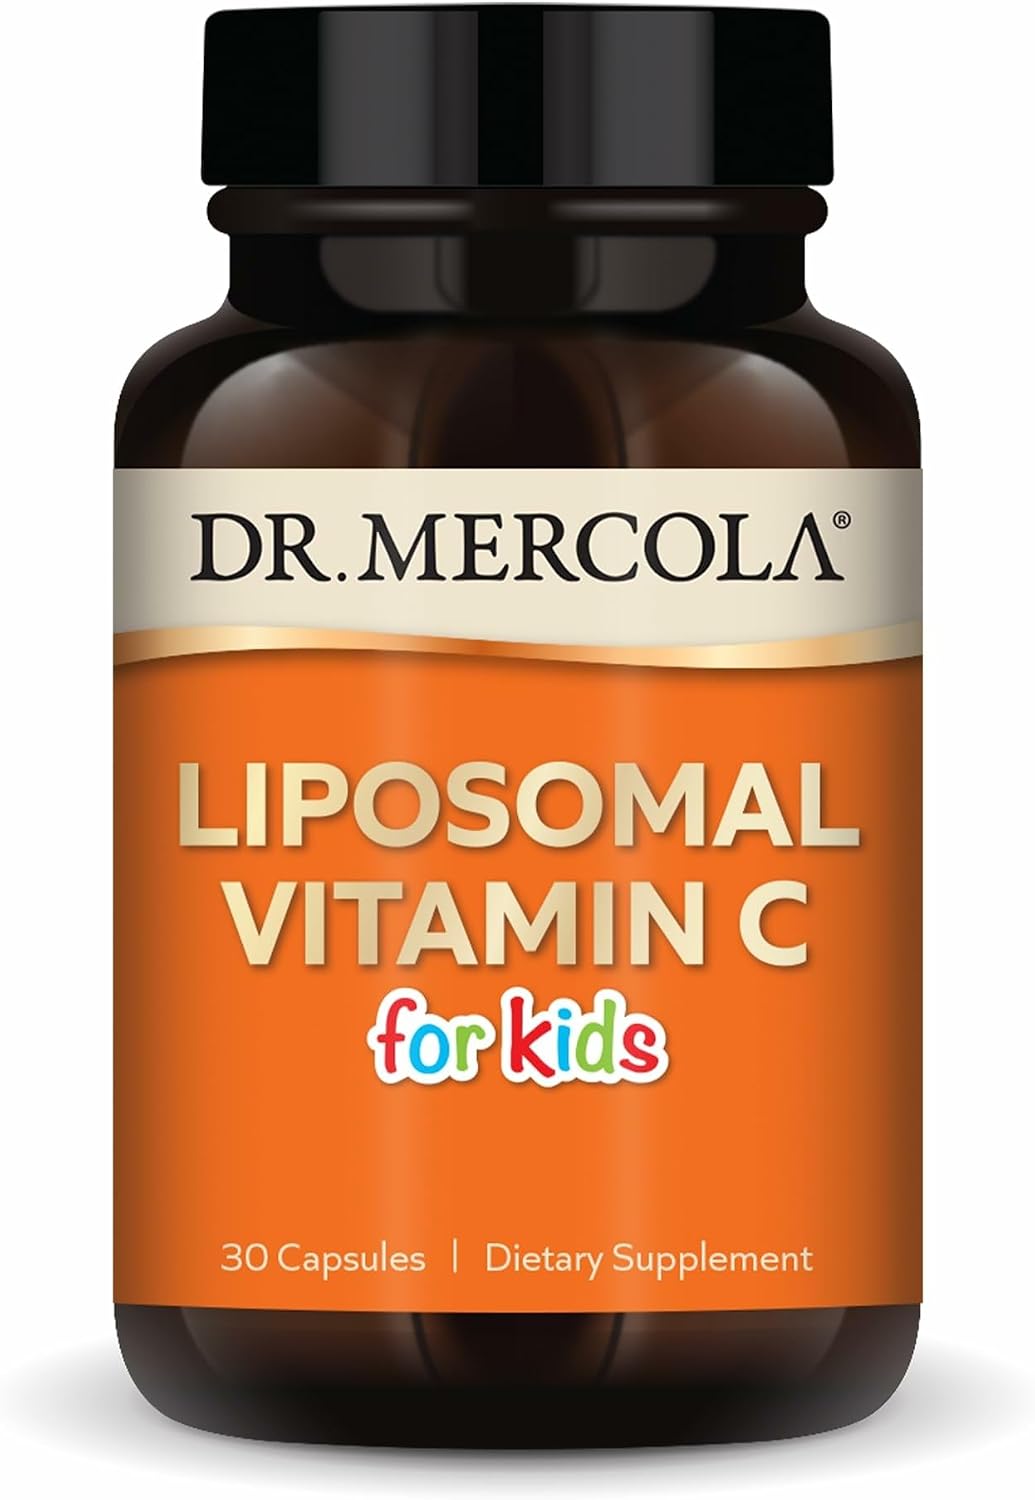 DR. MERCOLA®
LIPOSOMAL
VITAMIN C
for kids
30 Capsules | Dietary Supplement